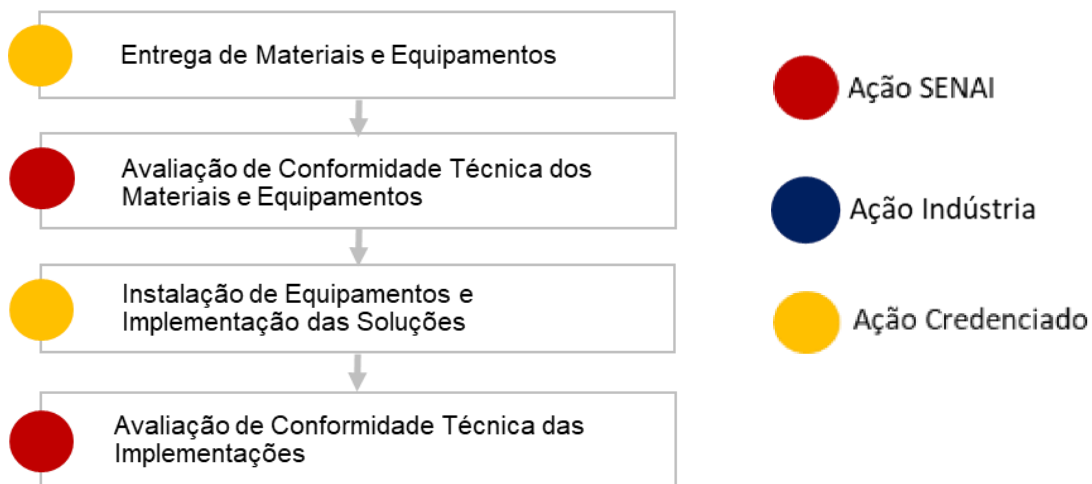 Entrega de Materiais e Equipamentos
Avaliação de Conformidade Técnica dos
Materiais e Equipamentos
Instalação de Equipamentos e
Implementação das Soluções
Avaliação de Conformidade Técnica das
Implementações
Ação SENAI
Ação Indústria
Ação Credenciado